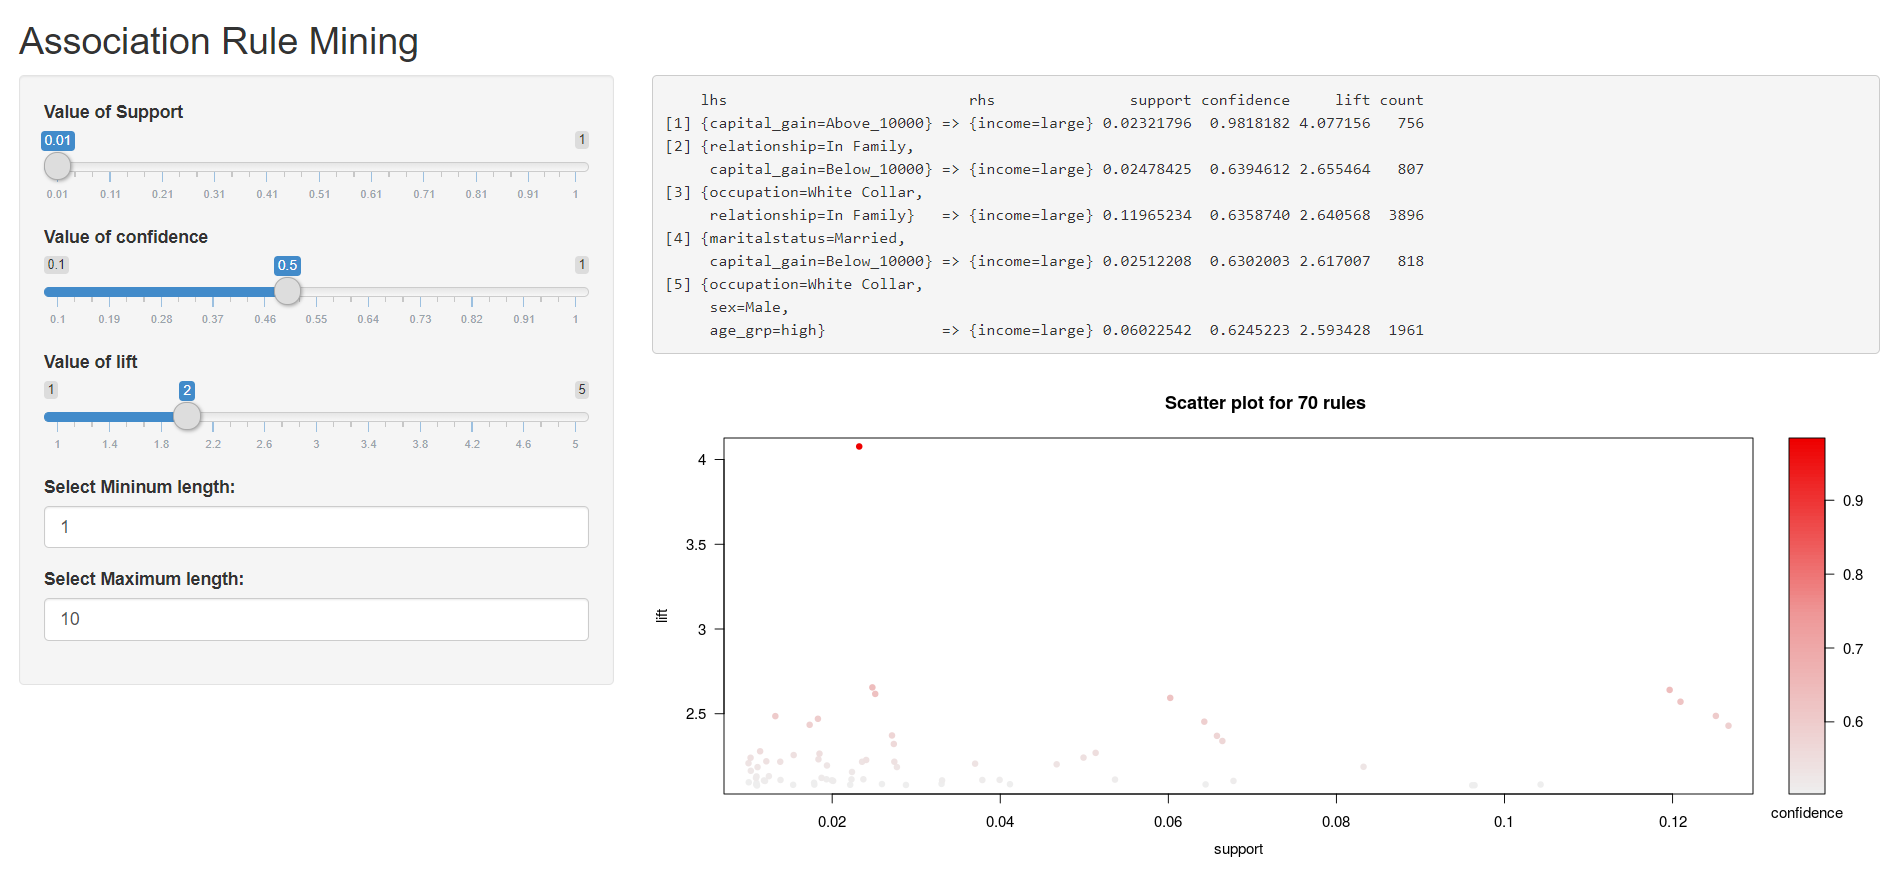 Association Rule Mining
Value of Support
0.01 1
0.01 0.11 0.21 0.31 0.41 0.51 0.61 0.71 0.81 0.91 1
Value of confidence
0.1 0.5 1
0.1 0.19 0.28 0.37 0.46 0.55 0.64 0.73 0.82 0.91 1
Value of lift
1 2 5
1 1.4 1.8 2.2 2.6 3 3.4 3.8 4.2 4.6 5
Select Mininum length:
1
Select Maximum length:
10
lhs rhs support confidence lift count
[1] {capital_gain=Above_10000} => {income=large} 0.02321796 0.9818182 4.077156 756
[2] {relationship=In Family,
capital_gain=Below_10000} => {income=large} 0.02478425 0.6394612 2.655464 807
[3] {occupation=White Collar,
relationship=In Family} => {income=large} 0.11965234 0.6358740 2.640568 3896
[4] {maritalstatus=Married,
capital_gain=Below_10000} => {income=large} 0.02512208 0.6302003 2.617007 818
[5] {occupation=White Collar,
sex=Male,
age_grp=high} => {income=large} 0.06022542 0.6245223 2.593428 1961
Scatter plot for 70 rules
4
3.5
3
2.5
lift
0.02 0.04 0.06 0.08 0.1 0.12
support
0.9
0.8
0.7
0.6
confidence